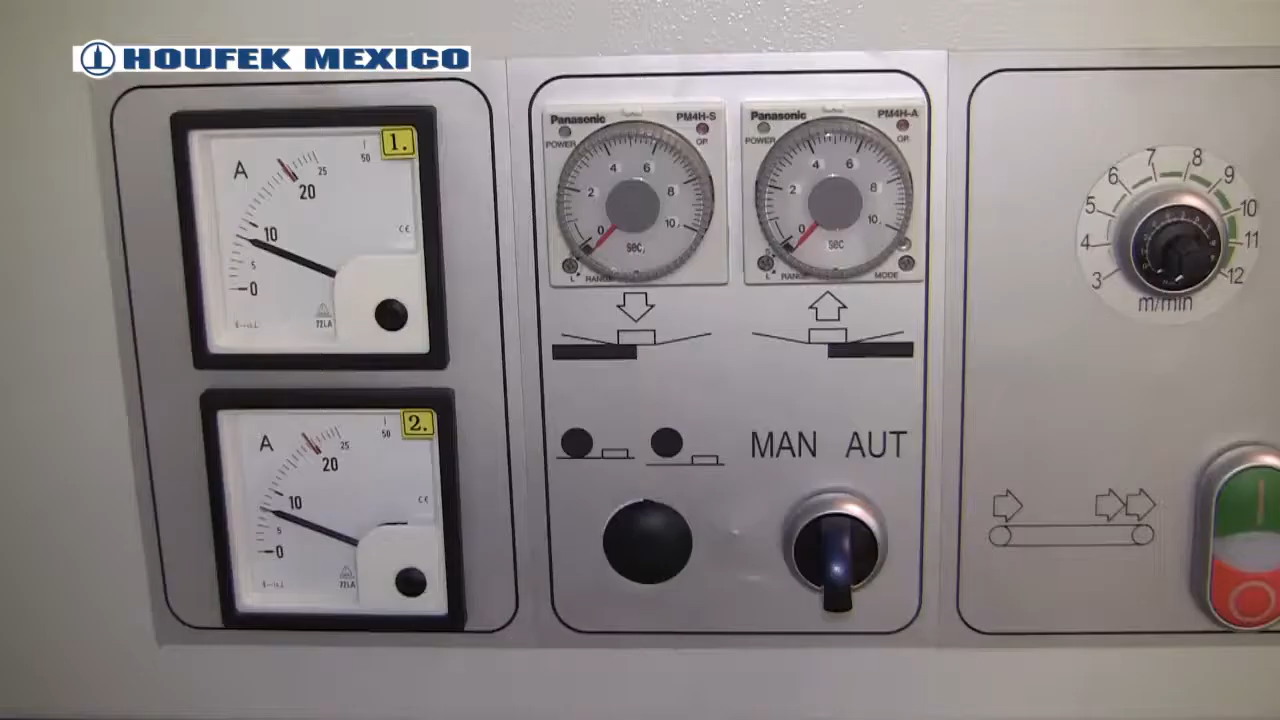 HOUFEK MEXICO
1.
A
50
25
20
10
5
0
CE
72LA
2.
A
50
25
20
10
5
0
CE
72LA
Panasonic PM4H-S
POWER OP.
0 2 4 6 8 10
sec
RANGE
Panasonic PM4H-A
POWER OP.
0 2 4 6 8 10
sec
RANGE MODE
MAN AUT
3 4 5 6 7 8 9 10 11 12
m/min